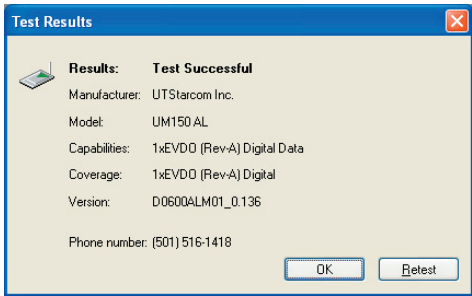 Test Results
Results: Test Successful
Manufacturer: UTStarcom Inc.
Model: UM150 AL
Capabilities: 1xEVDO (Rev-A) Digital Data
Coverage: 1xEVDO (Rev-A) Digital
Version: D0600ALM01_0.136
Phone number: (501) 516-1418
OK Retest